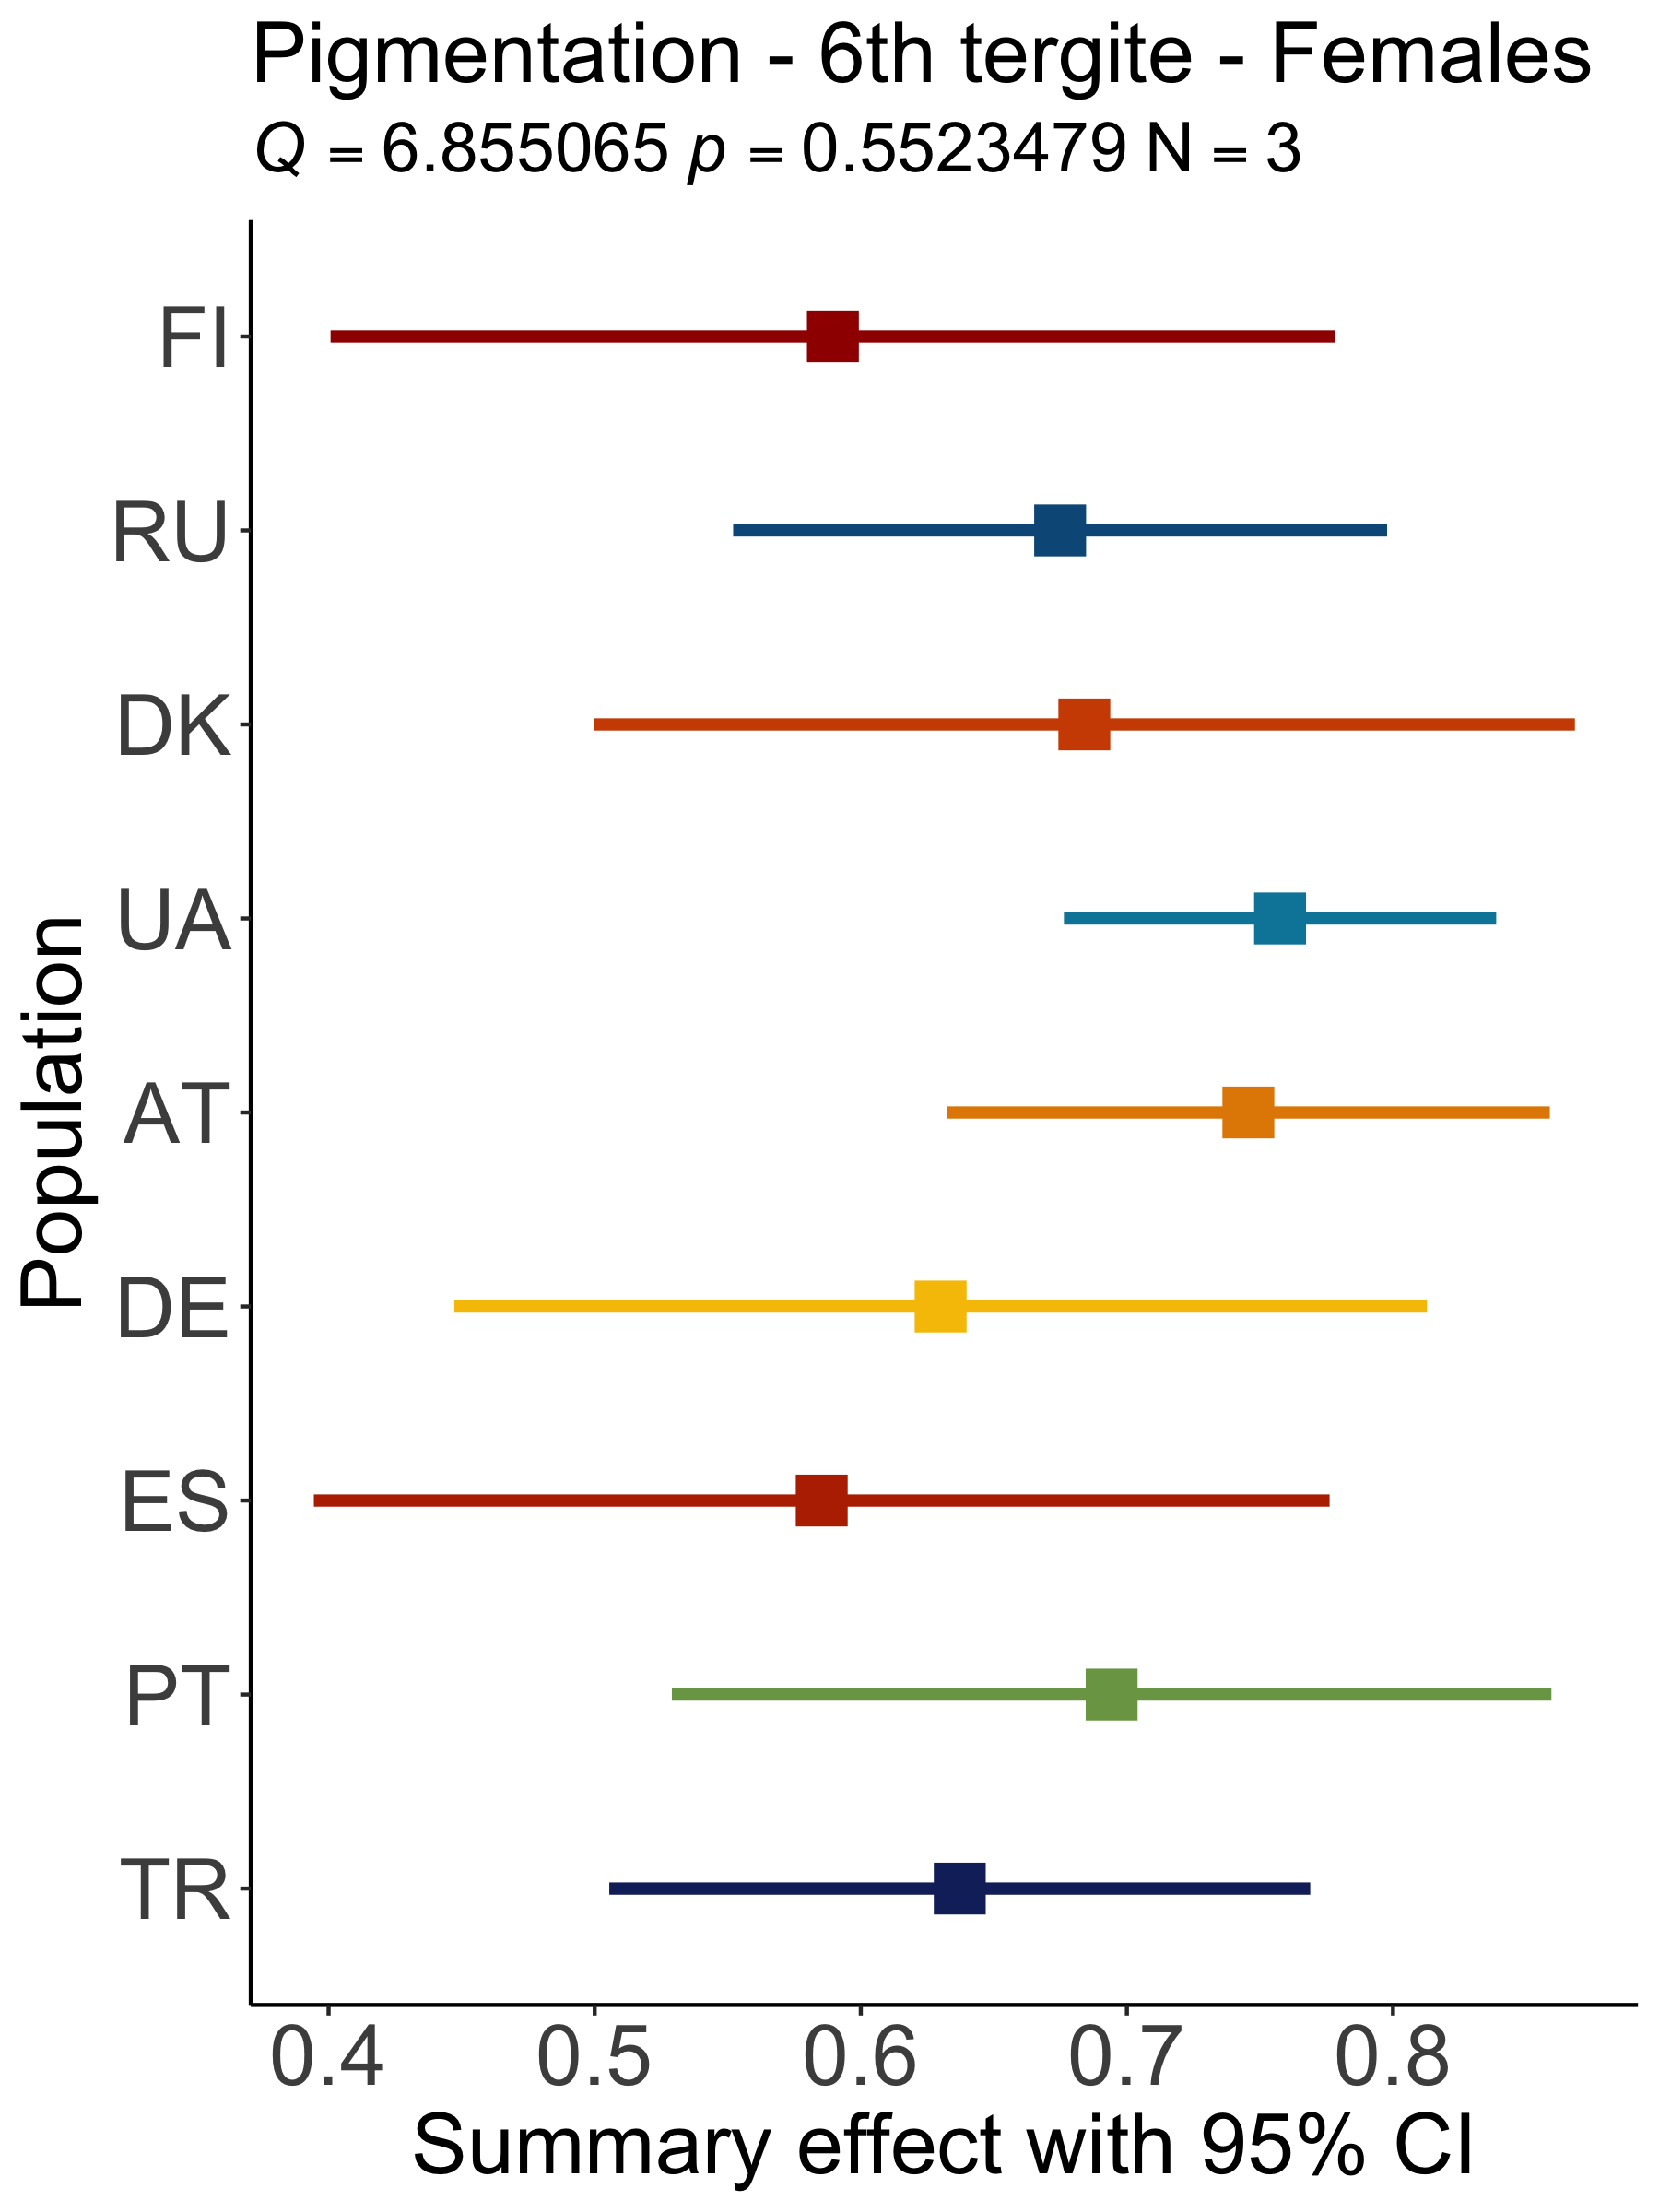 Pigmentation - 6th tergite - Females
Q = 6.855065 p = 0.5523479 N = 3
FI
RU
DK
UA
AT
DE
ES
PT
TR
Population
0.4 0.5 0.6 0.7 0.8
Summary effect with 95% CI